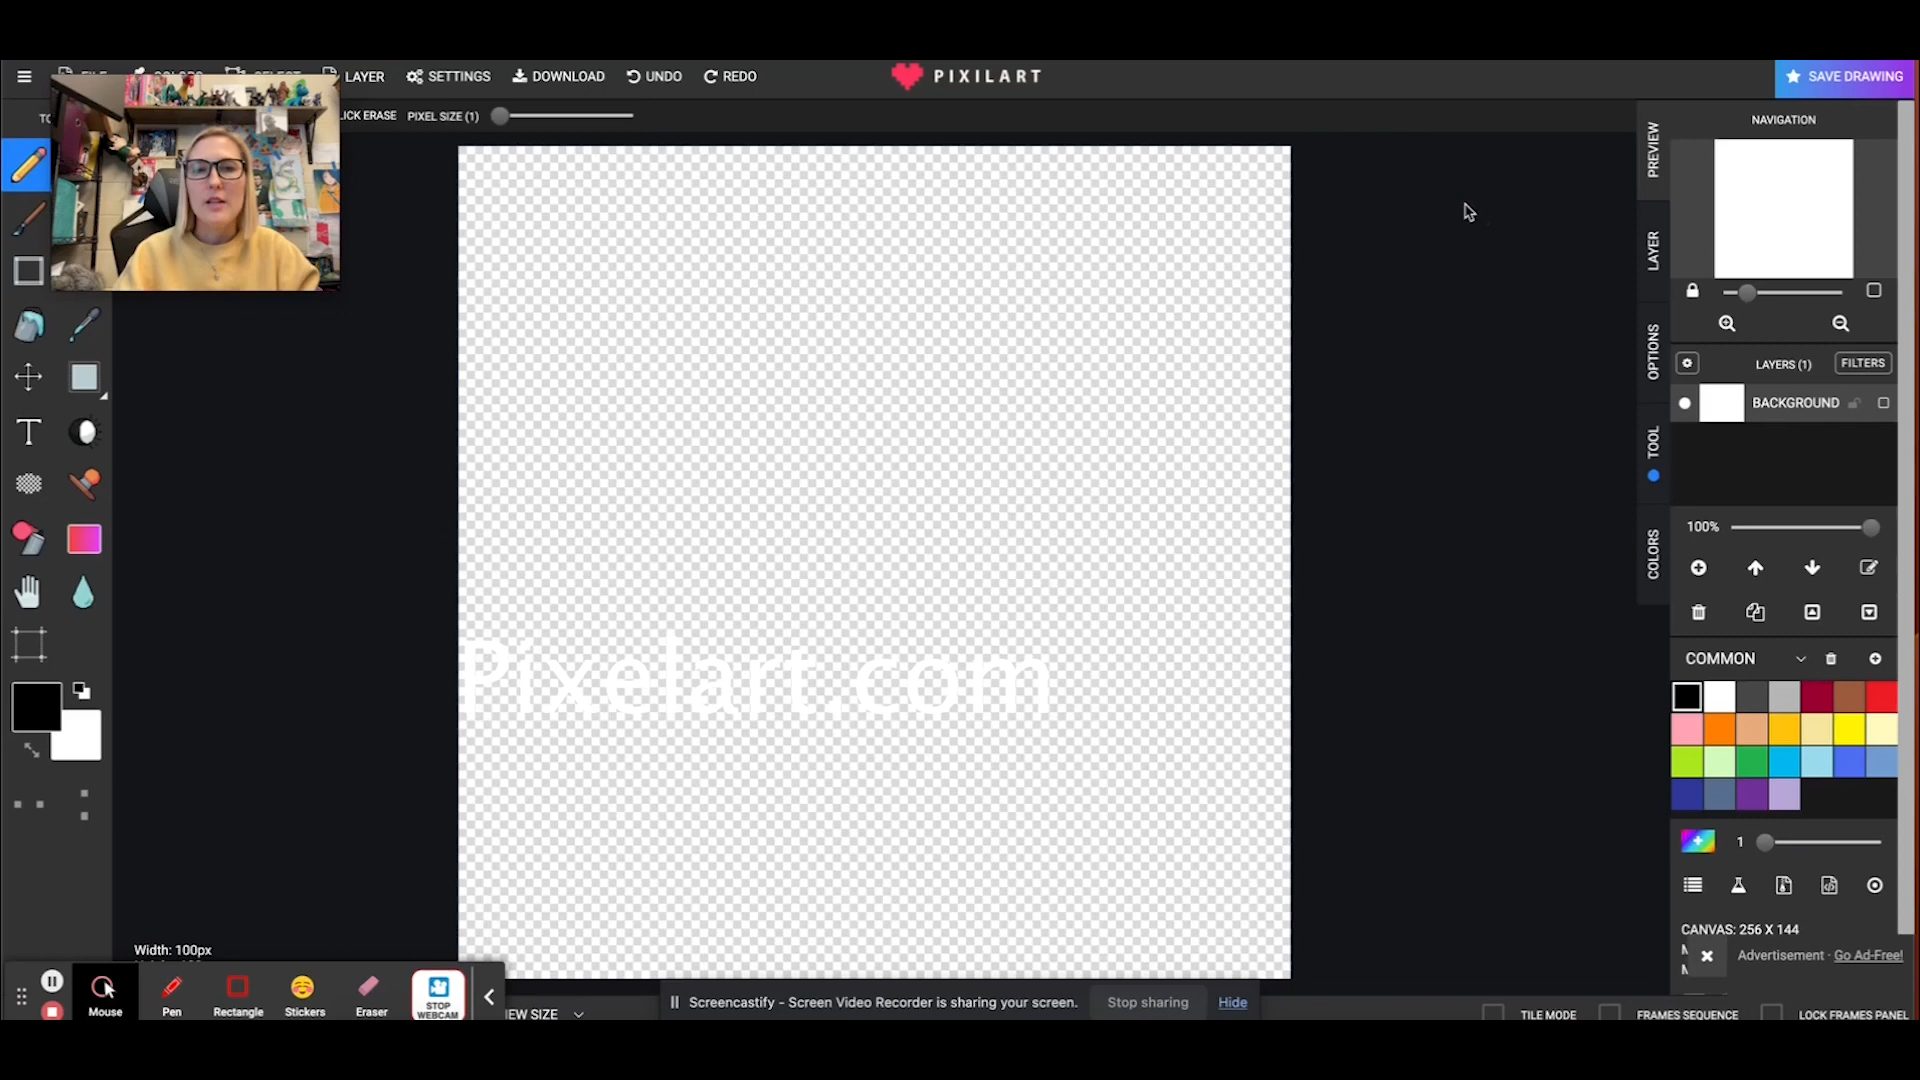 LAYER SETTINGS DOWNLOAD UNDO REDO PIXILART SAVE DRAWING
LICK ERASE PIXEL SIZE (1)
NAVIGATION
PREVIEW
LAYER
OPTIONS
TOOL
COLORS
LAYERS (1) FILTERS
BACKGROUND
100%
COMMON
1
CANVAS: 256 X 144
Advertisement · Go Ad-Free!
Pixelart.com
Width: 100px
Mouse Pen Rectangle Stickers Eraser STOP WEBCAM
IEW SIZE
Screencastify - Screen Video Recorder is sharing your screen. Stop sharing Hide
TILE MODE FRAMES SEQUENCE LOCK FRAMES PANEL